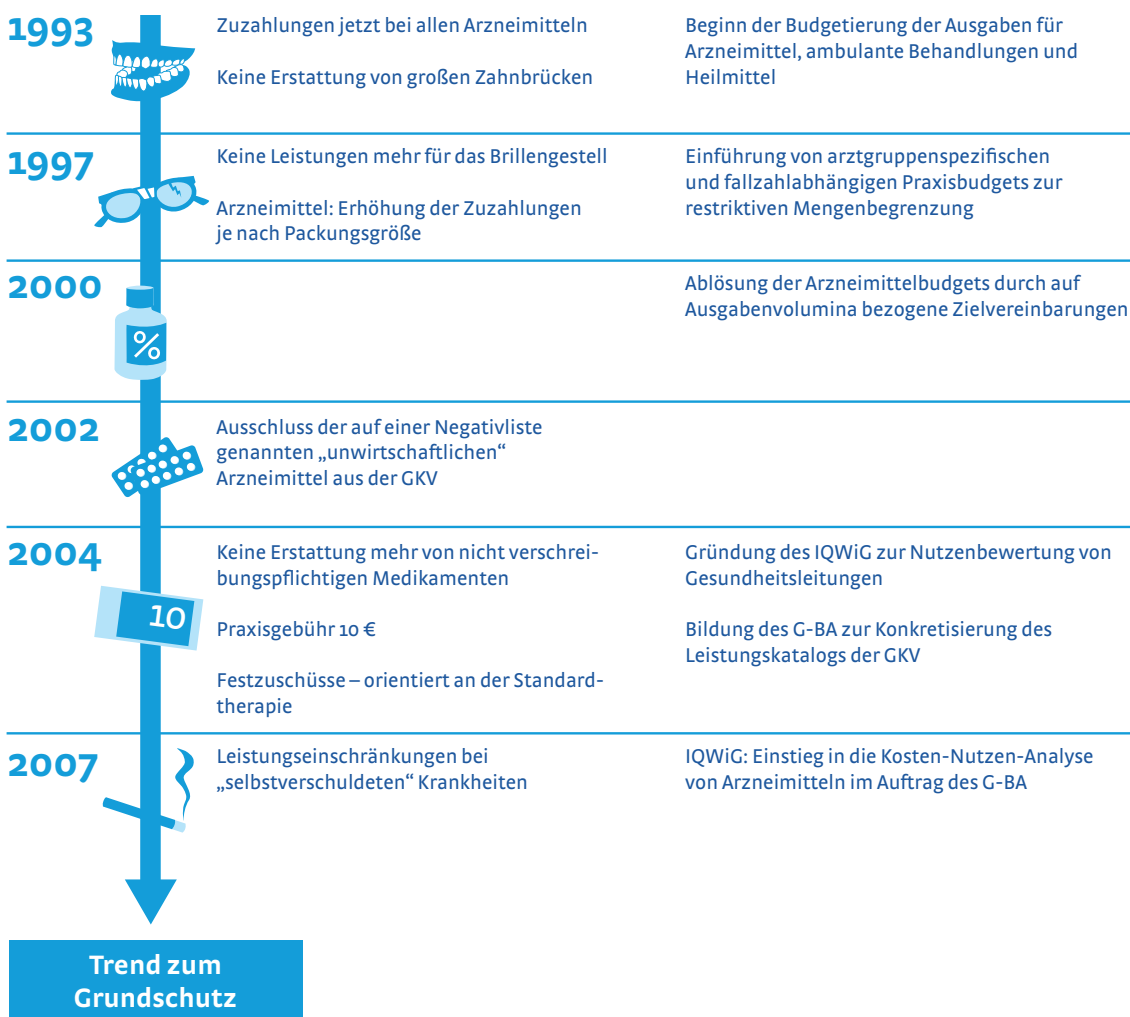 1993
Zuzahlungen jetzt bei allen Arzneimitteln
Keine Erstattung von großen Zahnbrücken
Beginn der Budgetierung der Ausgaben für
Arzneimittel, ambulante Behandlungen und
Heilmittel
1997
Keine Leistungen mehr für das Brillengestell
Arzneimittel: Erhöhung der Zuzahlungen
je nach Packungsgröße
Einführung von arztgruppenspezifischen
und fallzahlabhängigen Praxisbudgets zur
restriktiven Mengenbegrenzung
2000
%
Ablösung der Arzneimittelbudgets durch auf
Ausgabenvolumina bezogene Zielvereinbarungen
2002
Ausschluss der auf einer Negativliste
genannten „unwirtschaftlichen“
Arzneimittel aus der GKV
2004
10
Keine Erstattung mehr von nicht verschrei-
bungspflichtigen Medikamenten
Praxisgebühr 10 €
Festzuschüsse – orientiert an der Standard-
therapie
Gründung des IQWiG zur Nutzenbewertung von
Gesundheitsleitungen
Bildung des G-BA zur Konkretisierung des
Leistungskatalogs der GKV
2007
Leistungseinschränkungen bei
„selbstverschuldeten“ Krankheiten
IQWiG: Einstieg in die Kosten-Nutzen-Analyse
von Arzneimitteln im Auftrag des G-BA
Trend zum
Grundschutz